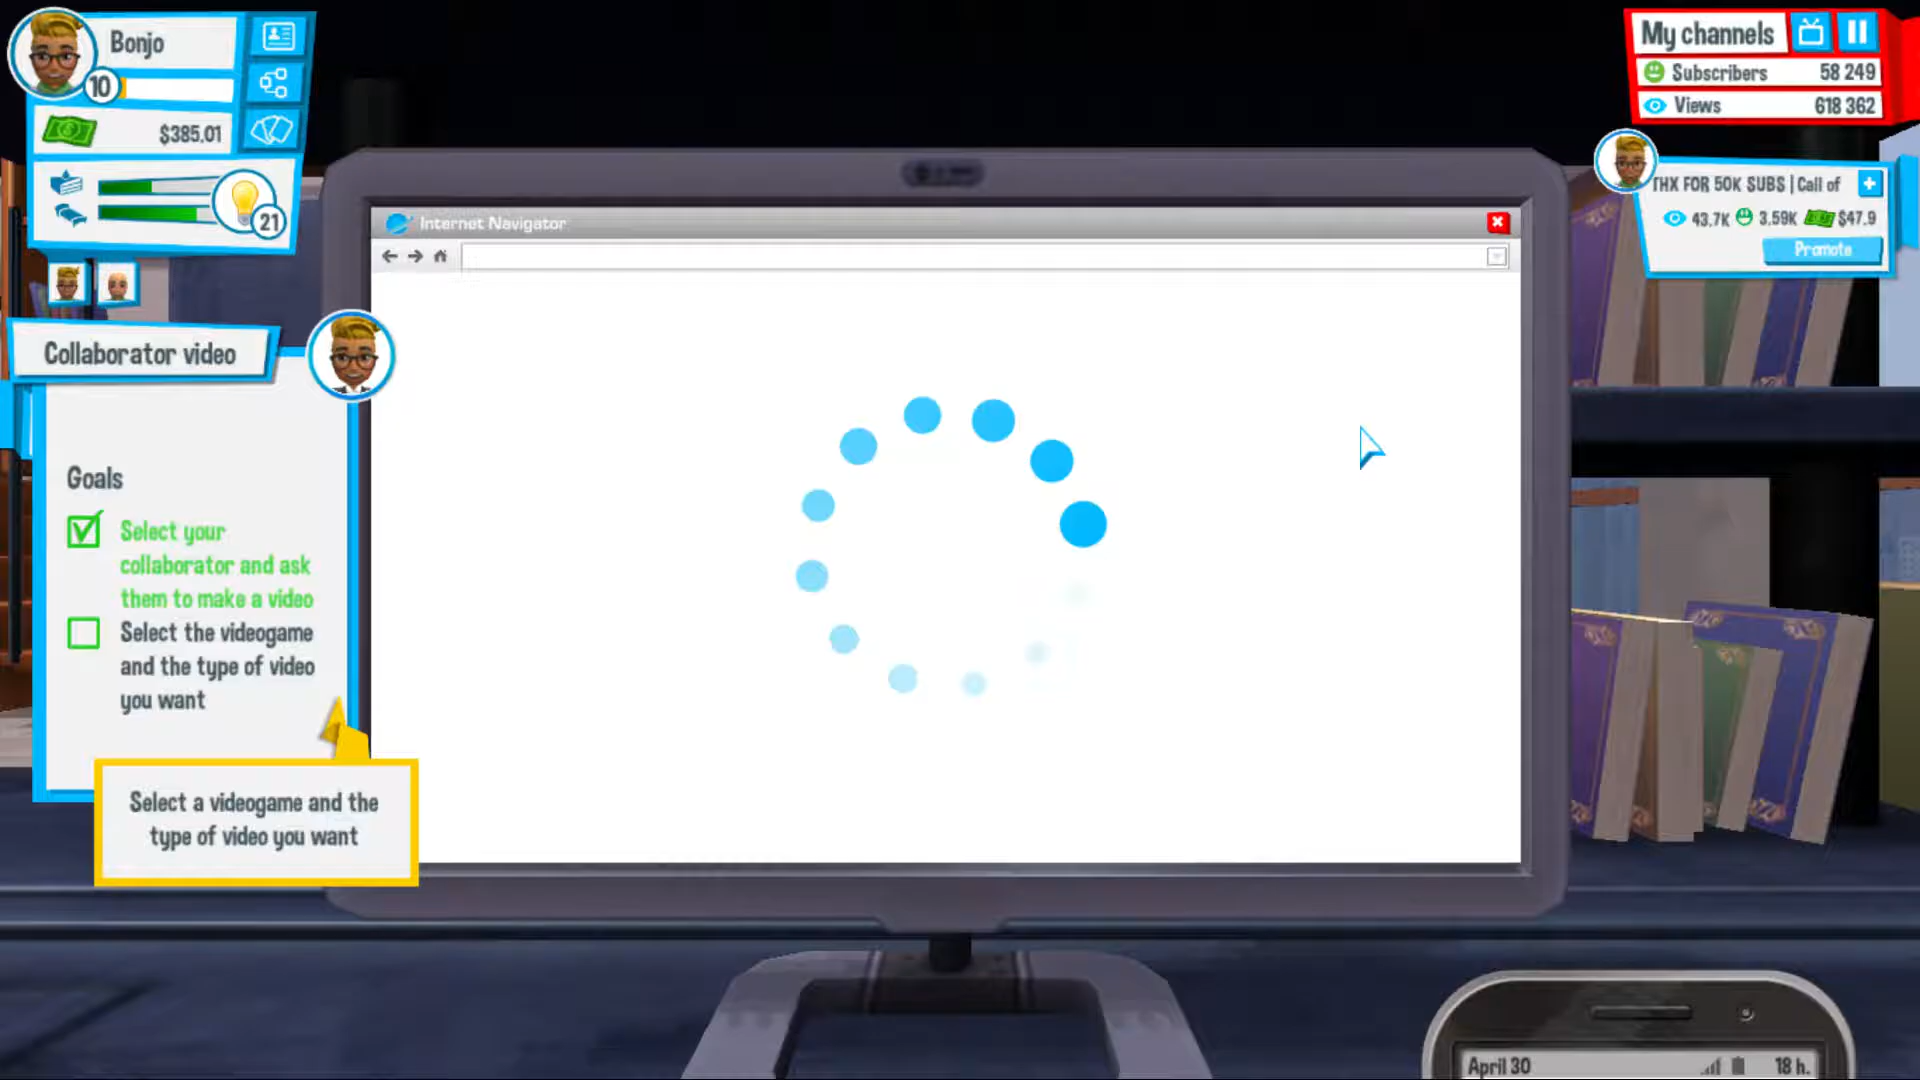 Bonjo
10
$385.01
21
Collaborator video
Goals
Select your
collaborator and ask
them to make a video
Select the videogame
and the type of video
you want
Select a videogame and the
type of video you want
Internet Navigator
My channels
Subscribers 58 249
Views 618 362
THX FOR 50K SUBS | Call of
43.7K 3.59K $47.9
Promote
April 30 18 h.